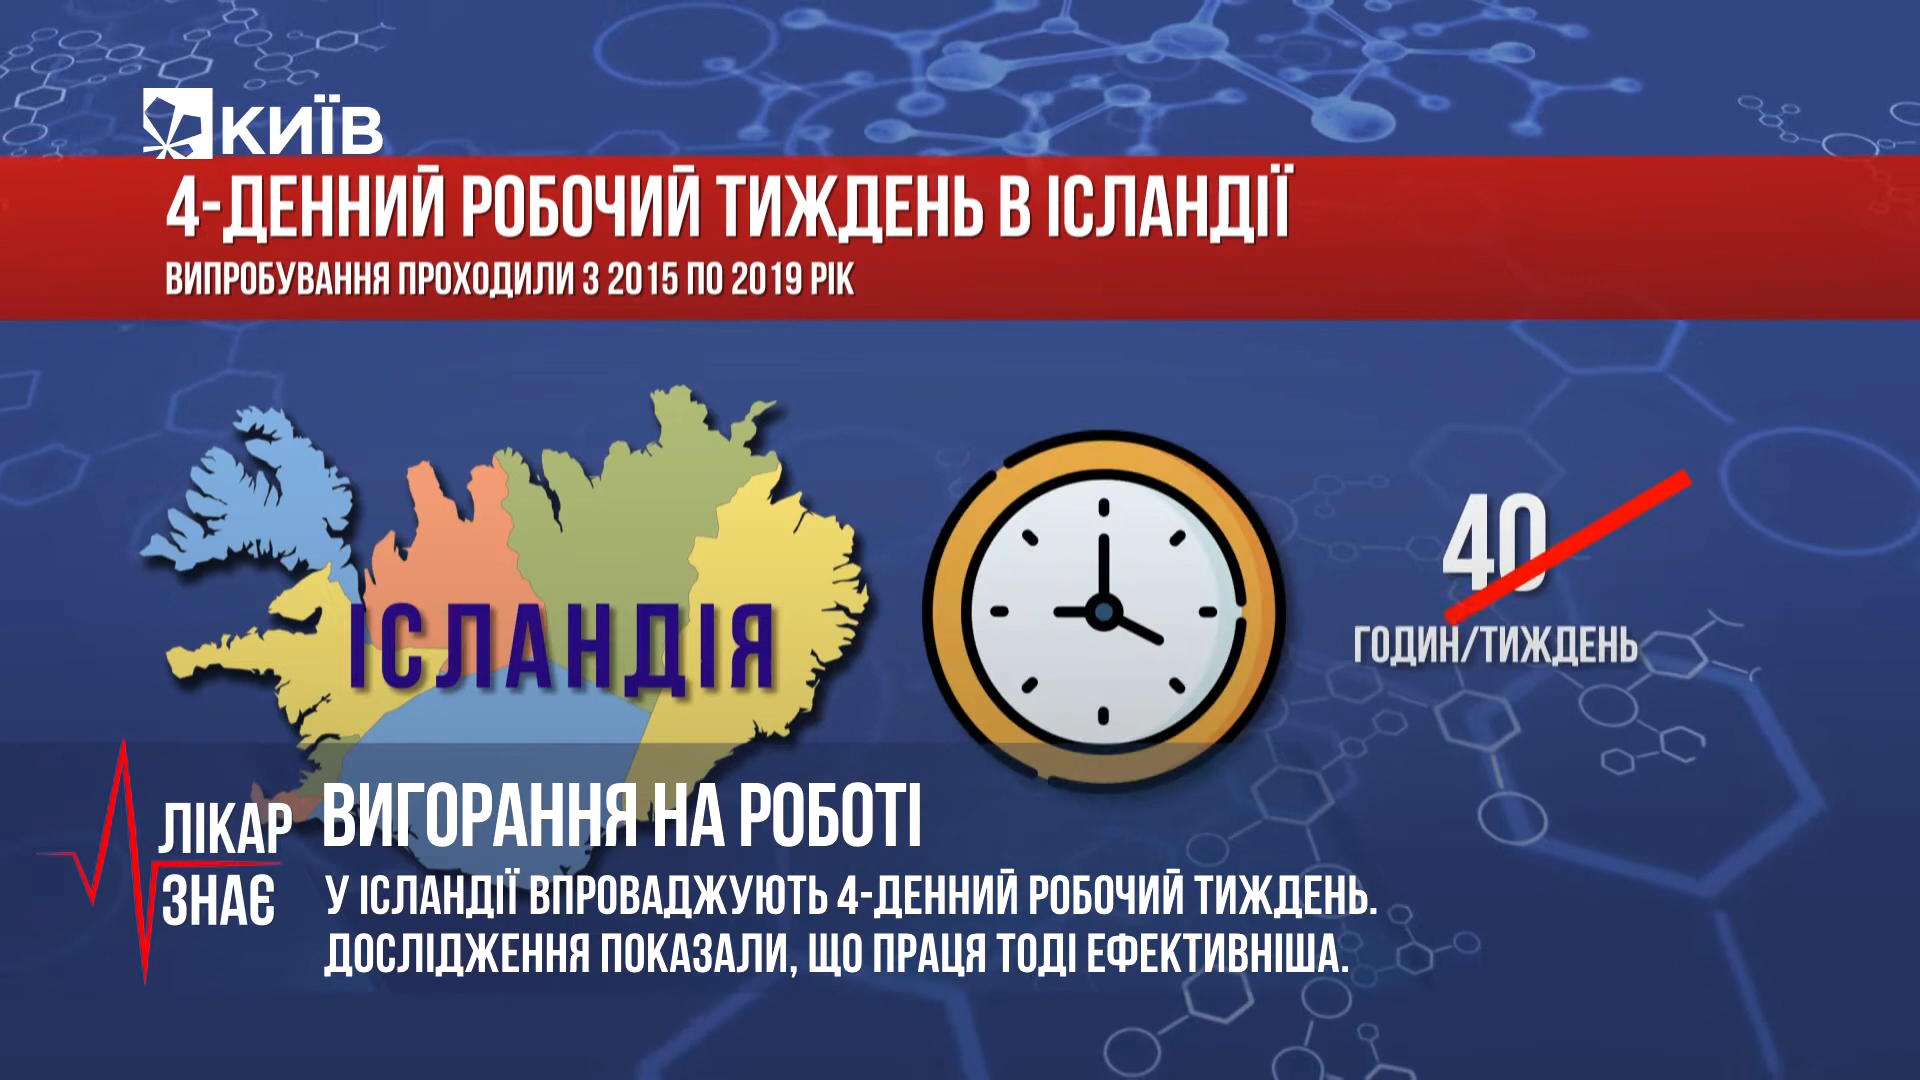 КИЇВ
4-ДЕННИЙ РОБОЧИЙ ТИЖДЕНЬ В ІСЛАНДІЇ
ВИПРОБУВАННЯ ПРОХОДИЛИ З 2015 ПО 2019 РІК
ІСЛАНДІЯ
40
ГОДИН/ТИЖДЕНЬ
ЛІКАР
ЗНАЄ
ВИГОРАННЯ НА РОБОТІ
У ІСЛАНДІЇ ВПРОВАДЖУЮТЬ 4-ДЕННИЙ РОБОЧИЙ ТИЖДЕНЬ.
ДОСЛІДЖЕННЯ ПОКАЗАЛИ, ЩО ПРАЦЯ ТОДІ ЕФЕКТИВНІША.